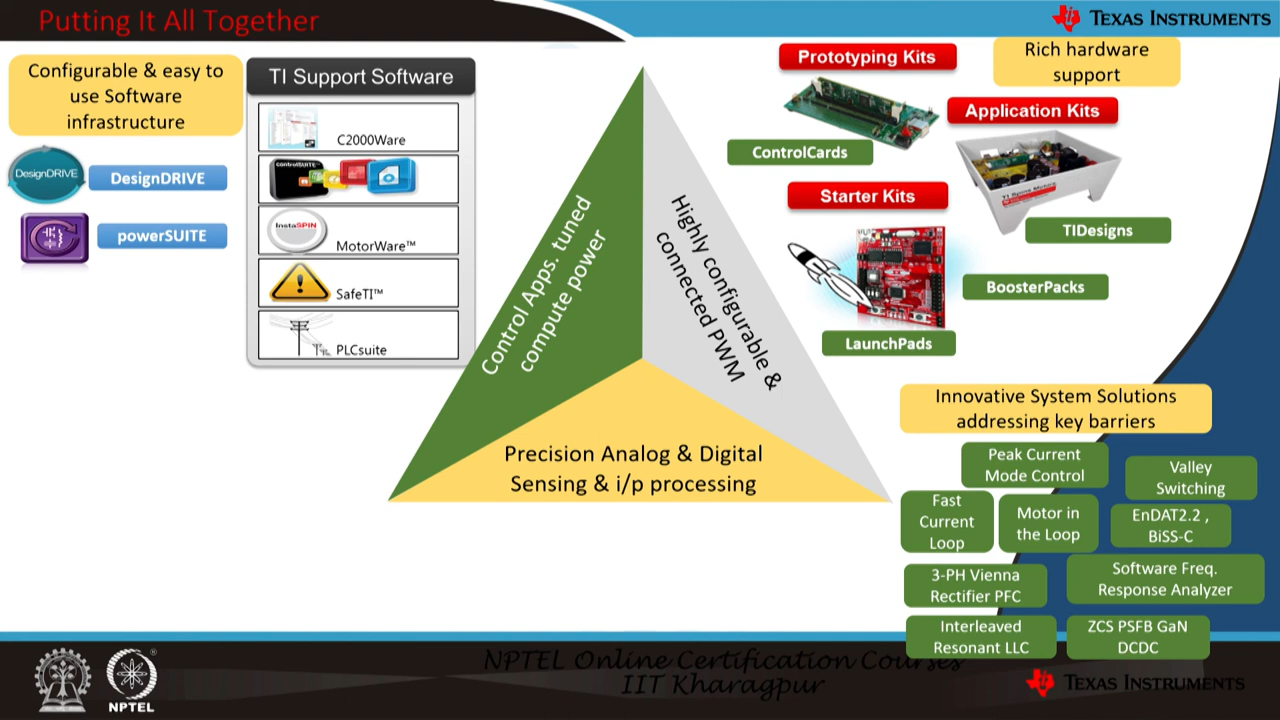 Putting It All Together
TEXAS INSTRUMENTS
Configurable & easy to
use Software
infrastructure
DesignDRIVE
DesignDRIVE
powerSUITE
TI Support Software
C2000Ware
controlSUITE™
InstaSPIN
MotorWare™
SafeTI™
PLCsuite
Control Apps. tuned
compute power
Highly configurable &
connected PWM
Precision Analog & Digital
Sensing & i/p processing
Prototyping Kits
Rich hardware
support
Application Kits
ControlCards
Starter Kits
TI Spins Motors
TIDesigns
BoosterPacks
LaunchPads
Innovative System Solutions
addressing key barriers
Peak Current
Mode Control
Valley
Switching
Fast
Current
Loop
Motor in
the Loop
EnDAT2.2 ,
BiSS-C
3-PH Vienna
Rectifier PFC
Software Freq.
Response Analyzer
Interleaved
Resonant LLC
ZCS PSFB GaN
DCDC
NPTEL
NPTEL Online Certification Courses
IIT Kharagpur
TEXAS INSTRUMENTS